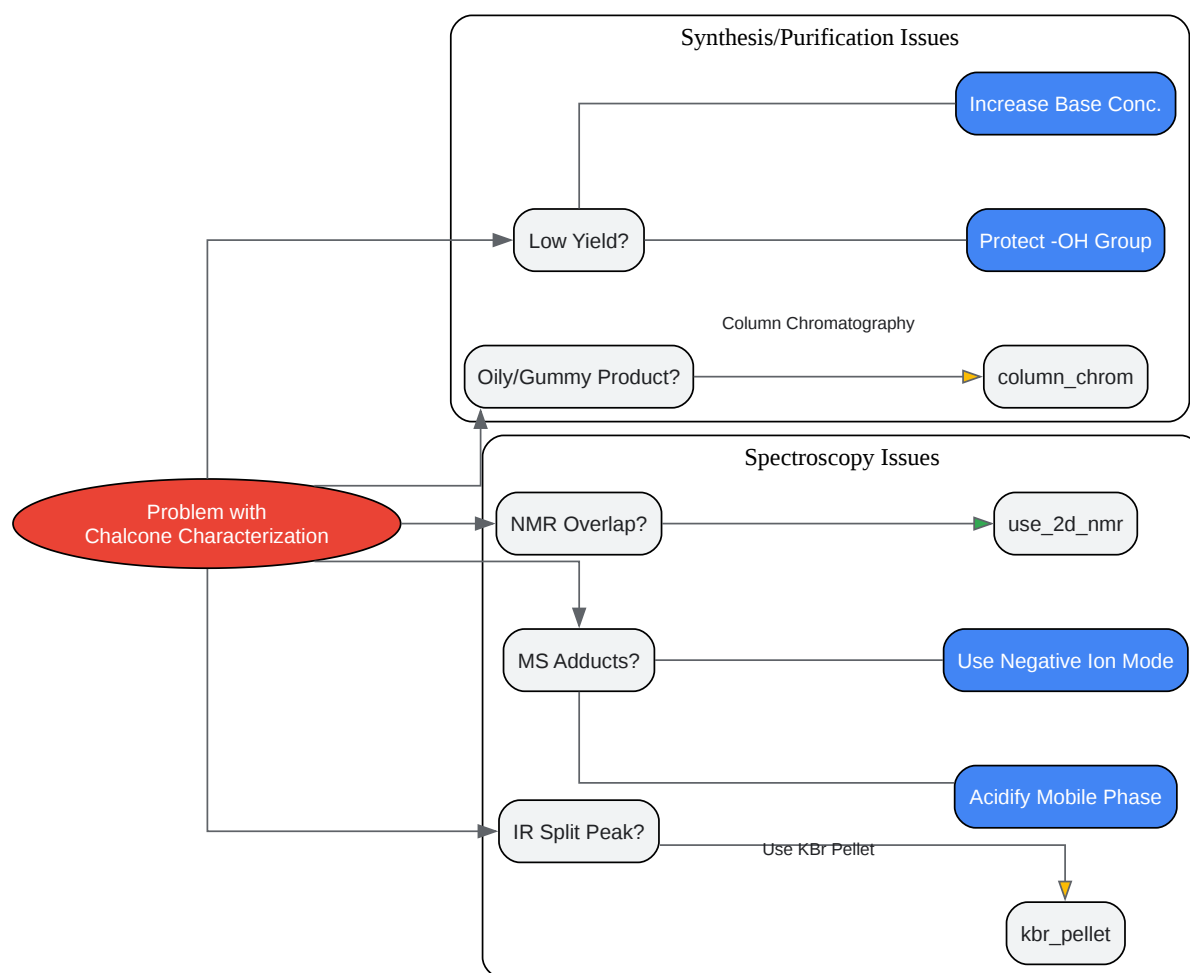 Synthesis/Purification Issues
Increase Base Conc.
Low Yield?
Protect -OH Group
Column Chromatography
Oily/Gummy Product?
column_chrom
Spectroscopy Issues
Problem with
Chalcone Characterization
NMR Overlap?
use_2d_nmr
MS Adducts?
Use Negative Ion Mode
Acidify Mobile Phase
IR Split Peak?
Use KBr Pellet
kbr_pellet